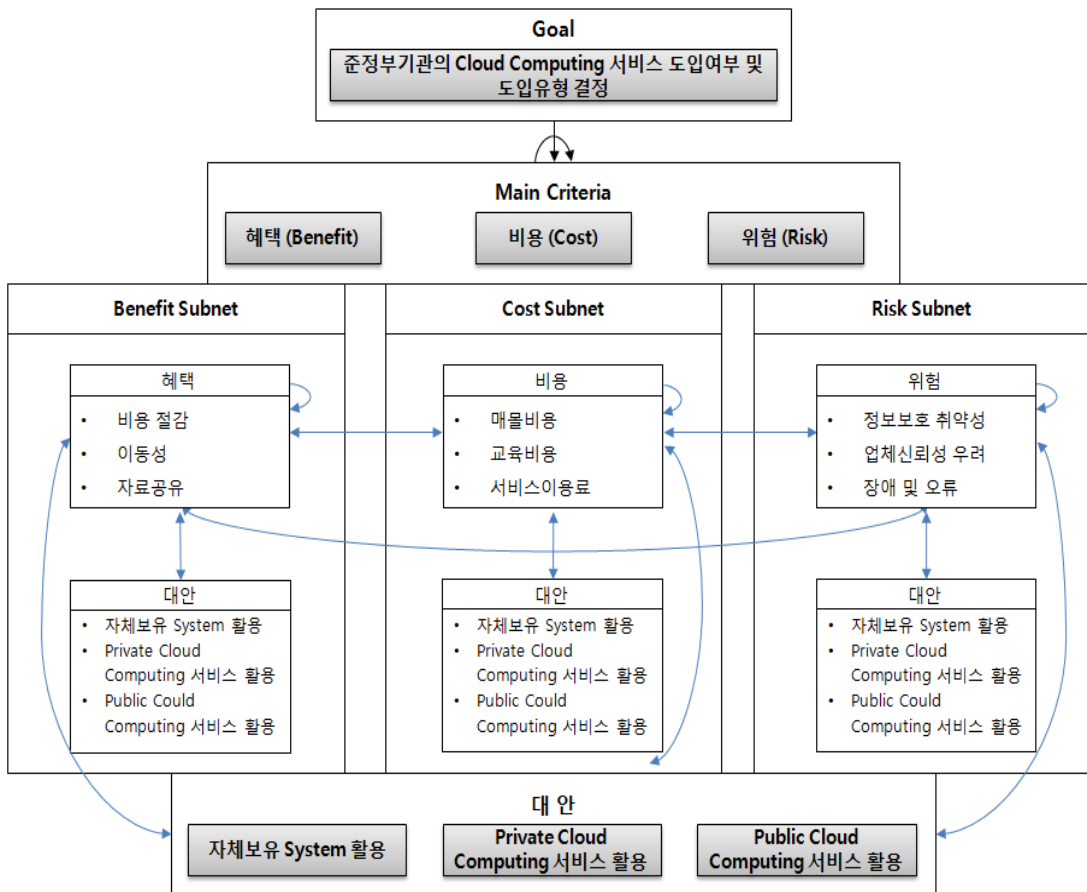 Goal
준정부기관의 Cloud Computing 서비스 도입여부 및
도입유형 결정
Main Criteria
혜택 (Benefit)
비용 (Cost)
위험 (Risk)
Benefit Subnet
혜택
• 비용 절감
• 이동성
• 자료공유
대안
• 자체보유 System 활용
• Private Cloud
Computing 서비스 활용
• Public Could
Computing 서비스 활용
Cost Subnet
비용
• 매몰비용
• 교육비용
• 서비스이용료
대안
• 자체보유 System 활용
• Private Cloud
Computing 서비스 활용
• Public Could
Computing 서비스 활용
Risk Subnet
위험
• 정보보호 취약성
• 업체신뢰성 우려
• 장애 및 오류
대안
• 자체보유 System 활용
• Private Cloud
Computing 서비스 활용
• Public Could
Computing 서비스 활용
대 안
자체보유 System 활용
Private Cloud
Computing 서비스 활용
Public Cloud
Computing 서비스 활용